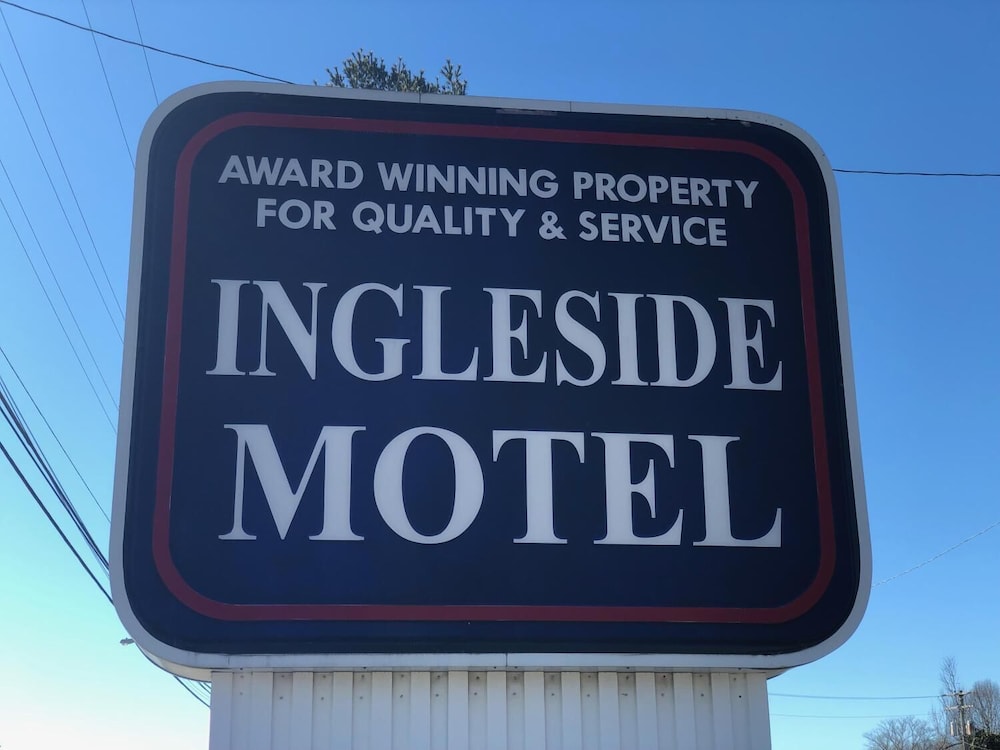 AWARD WINNING PROPERTY
FOR QUALITY & SERVICE
INGLESIDE
MOTEL